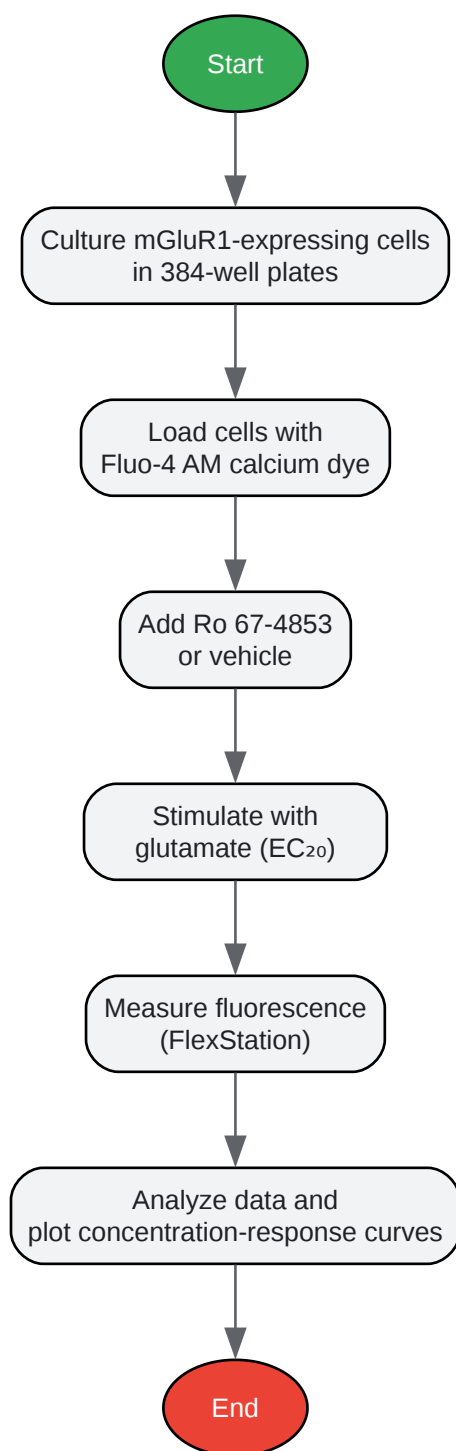 Start
Culture mGluR1-expressing cells
in 384-well plates
Load cells with
Fluo-4 AM calcium dye
Add Ro 67-4853
or vehicle
Stimulate with
glutamate (EC₂₀)
Measure fluorescence
(FlexStation)
Analyze data and
plot concentration-response curves
End